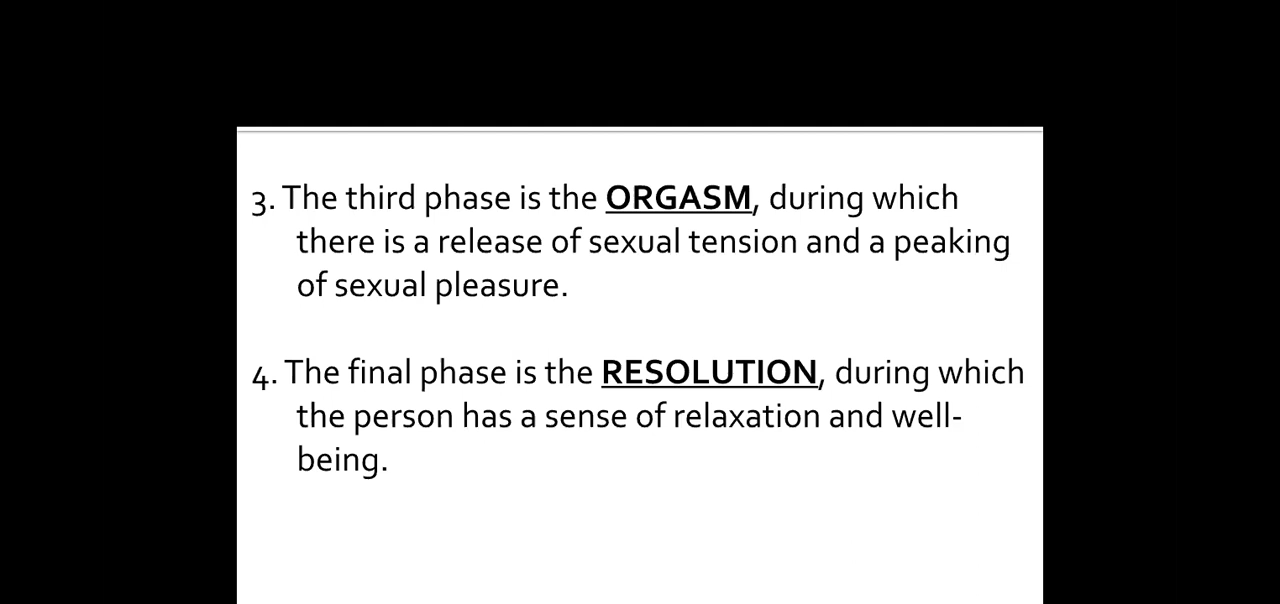 3. The third phase is the ORGASM, during which
there is a release of sexual tension and a peaking
of sexual pleasure.
4. The final phase is the RESOLUTION, during which
the person has a sense of relaxation and well-
being.